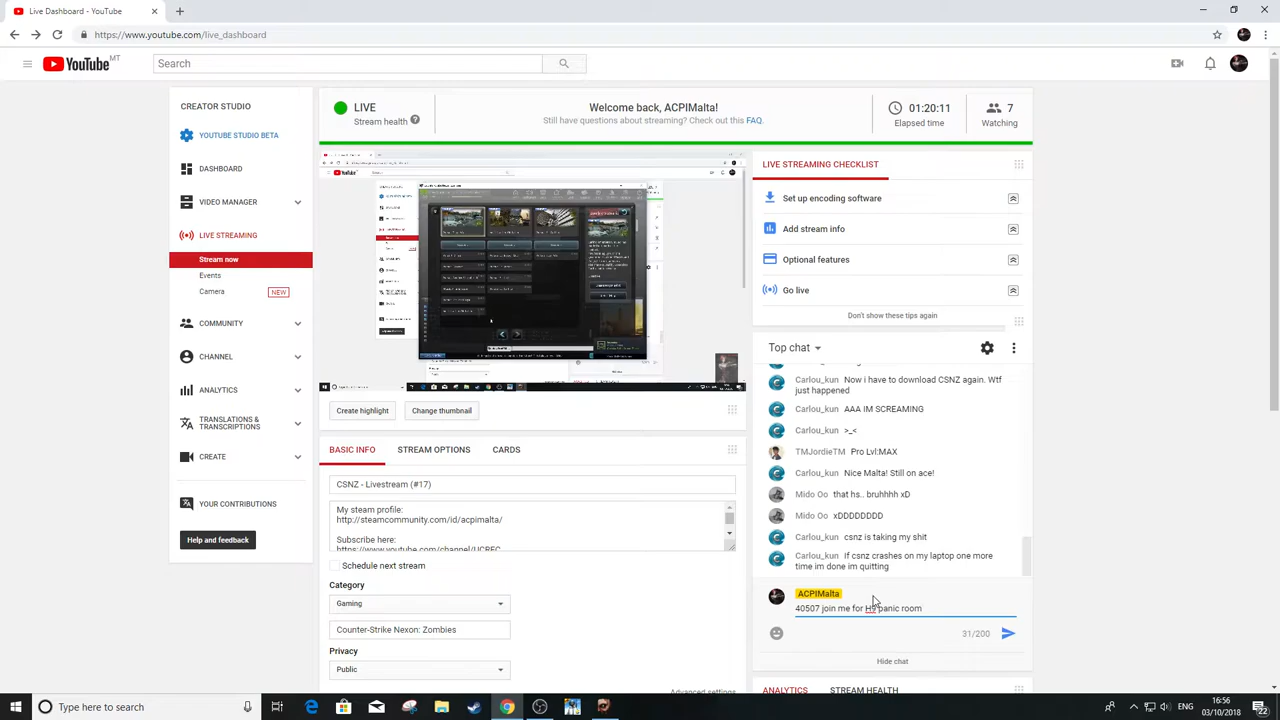 Live Dashboard - YouTube
https://www.youtube.com/live_dashboard
YouTube MT
Search
CREATOR STUDIO
YOUTUBE STUDIO BETA
DASHBOARD
VIDEO MANAGER
LIVE STREAMING
Stream now
Events
Camera NEW
COMMUNITY
CHANNEL
ANALYTICS
TRANSLATIONS &
TRANSCRIPTIONS
CREATE
YOUR CONTRIBUTIONS
Help and feedback
LIVE
Stream health ?
Welcome back, ACPIMalta!
Still have questions about streaming? Check out this FAQ.
01:20:11
Elapsed time
7
Watching
Create highlight
Change thumbnail
BASIC INFO
STREAM OPTIONS
CARDS
CSNZ - Livestream (#17)
My steam profile:
http://steamcommunity.com/id/acpimalta/
Subscribe here:
Schedule next stream
Category
Gaming
Counter-Strike Nexon: Zombies
Privacy
Public
Advanced settings
LIVE STREAMING CHECKLIST
Set up encoding software
Add stream info
Optional features
Go live
Don't show these tips again
Top chat
Carlou_kun Now i have to download CSNZ again. Wtf
just happened
Carlou_kun AAA IM SCREAMING
Carlou_kun >_<
TMJordieTM Pro Lvl:MAX
Carlou_kun Nice Malta! Still on ace!
Mido Oo that hs.. bruhhhh xD
Mido Oo xDDDDDDDD
Carlou_kun csnz is taking my shit
Carlou_kun If csnz crashes on my laptop one more
time im done im quitting
ACPIMalta
40507 join me for panic room
31/200
Hide chat
ANALYTICS
STREAM HEALTH
Type here to search
ENG
16:56
03/10/2018
22